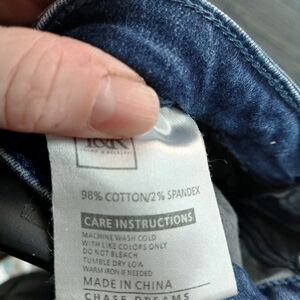 98% COTTON/2% SPANDEX
CARE INSTRUCTIONS
MACHINE WASH COLD
WITH LIKE COLORS ONLY
DO NOT BLEACH
TUMBLE DRY LOW
WARM IRON IF NEEDED
MADE IN CHINA
CHASE DREAMS